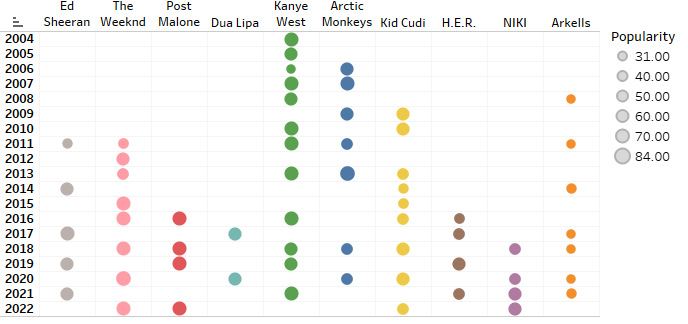 Ed Sheeran
The Weeknd
Post Malone
Dua Lipa
Kanye West
Arctic Monkeys
Kid Cudi
H.E.R.
NIKI
Arkells
2004
2005
2006
2007
2008
2009
2010
2011
2012
2013
2014
2015
2016
2017
2018
2019
2020
2021
2022
Popularity
31.00
40.00
50.00
60.00
70.00
84.00